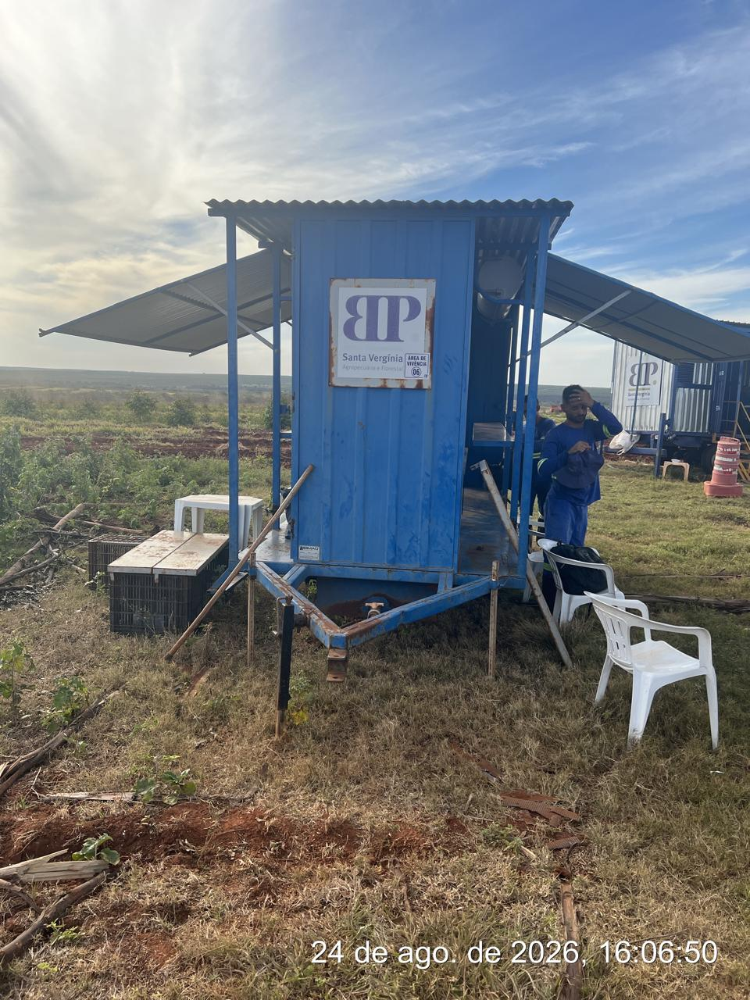 BP
Santa Vergínia
Agropecuária e Florestal
ÁREA DE
VIVÊNCIA
06
BP
Santa Vergínia
24 de ago. de 2026, 16:06:50